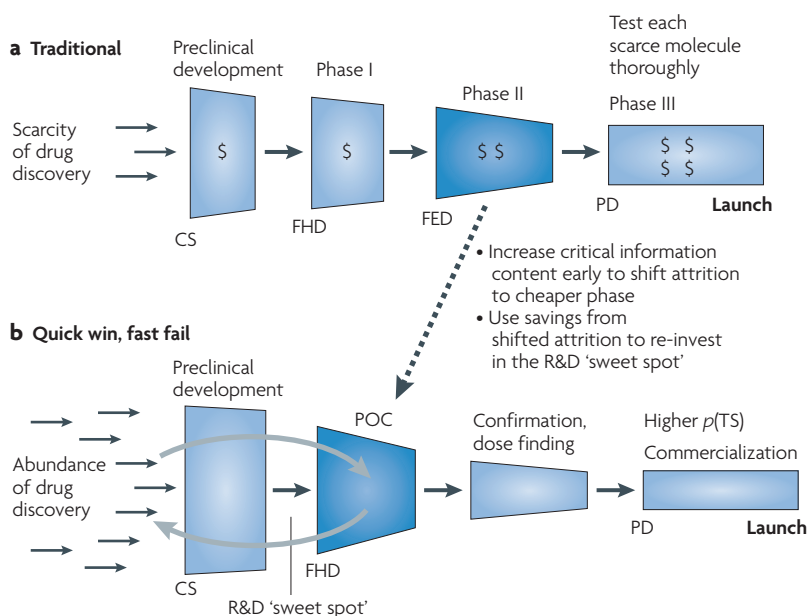 a Traditional
Scarcity
of drug
discovery
Preclinical
development
$
CS
Phase I
$
FHD
Phase II
$ $
FED
Test each
scarce molecule
thoroughly
Phase III
$ $
$ $
PD
Launch
• Increase critical information
content early to shift attrition
to cheaper phase
• Use savings from
shifted attrition to re-invest
in the R&D ‘sweet spot’
b Quick win, fast fail
Abundance
of drug
discovery
Preclinical
development
CS
R&D ‘sweet spot’
POC
FHD
Confirmation,
dose finding
Higher p(TS)
Commercialization
PD
Launch